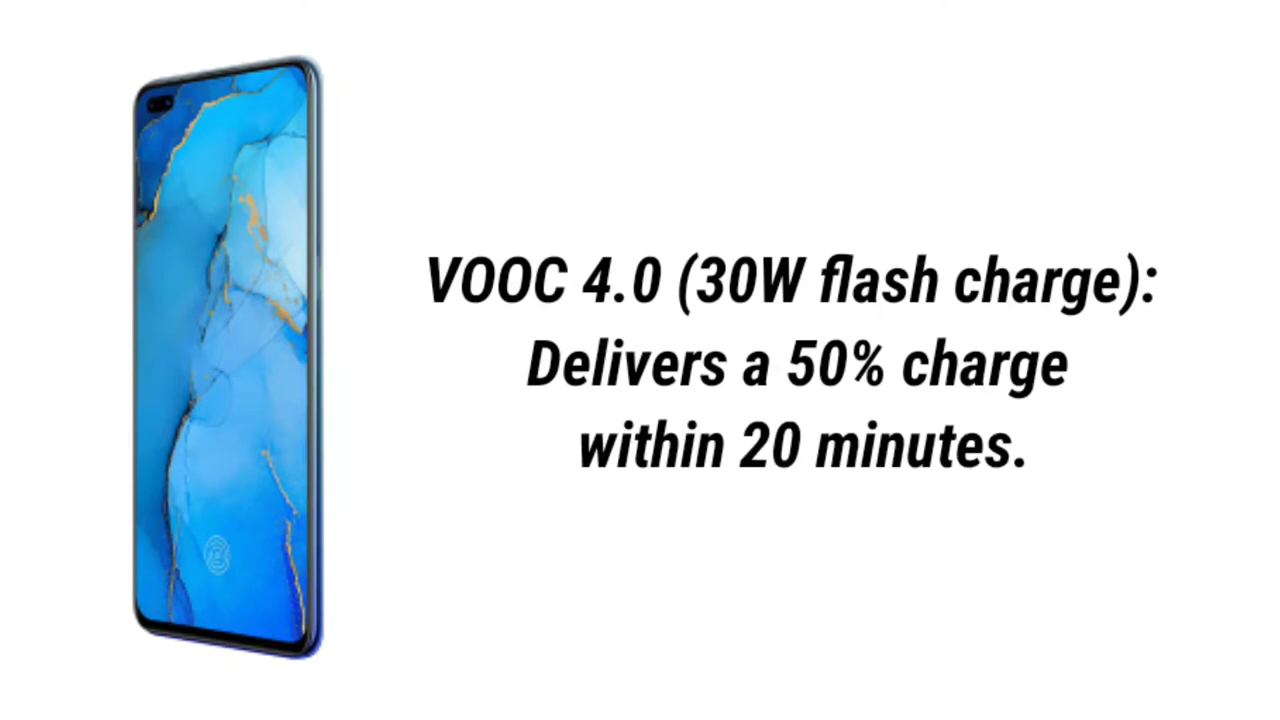 VOOC 4.0 (30W flash charge):
Delivers a 50% charge
within 20 minutes.